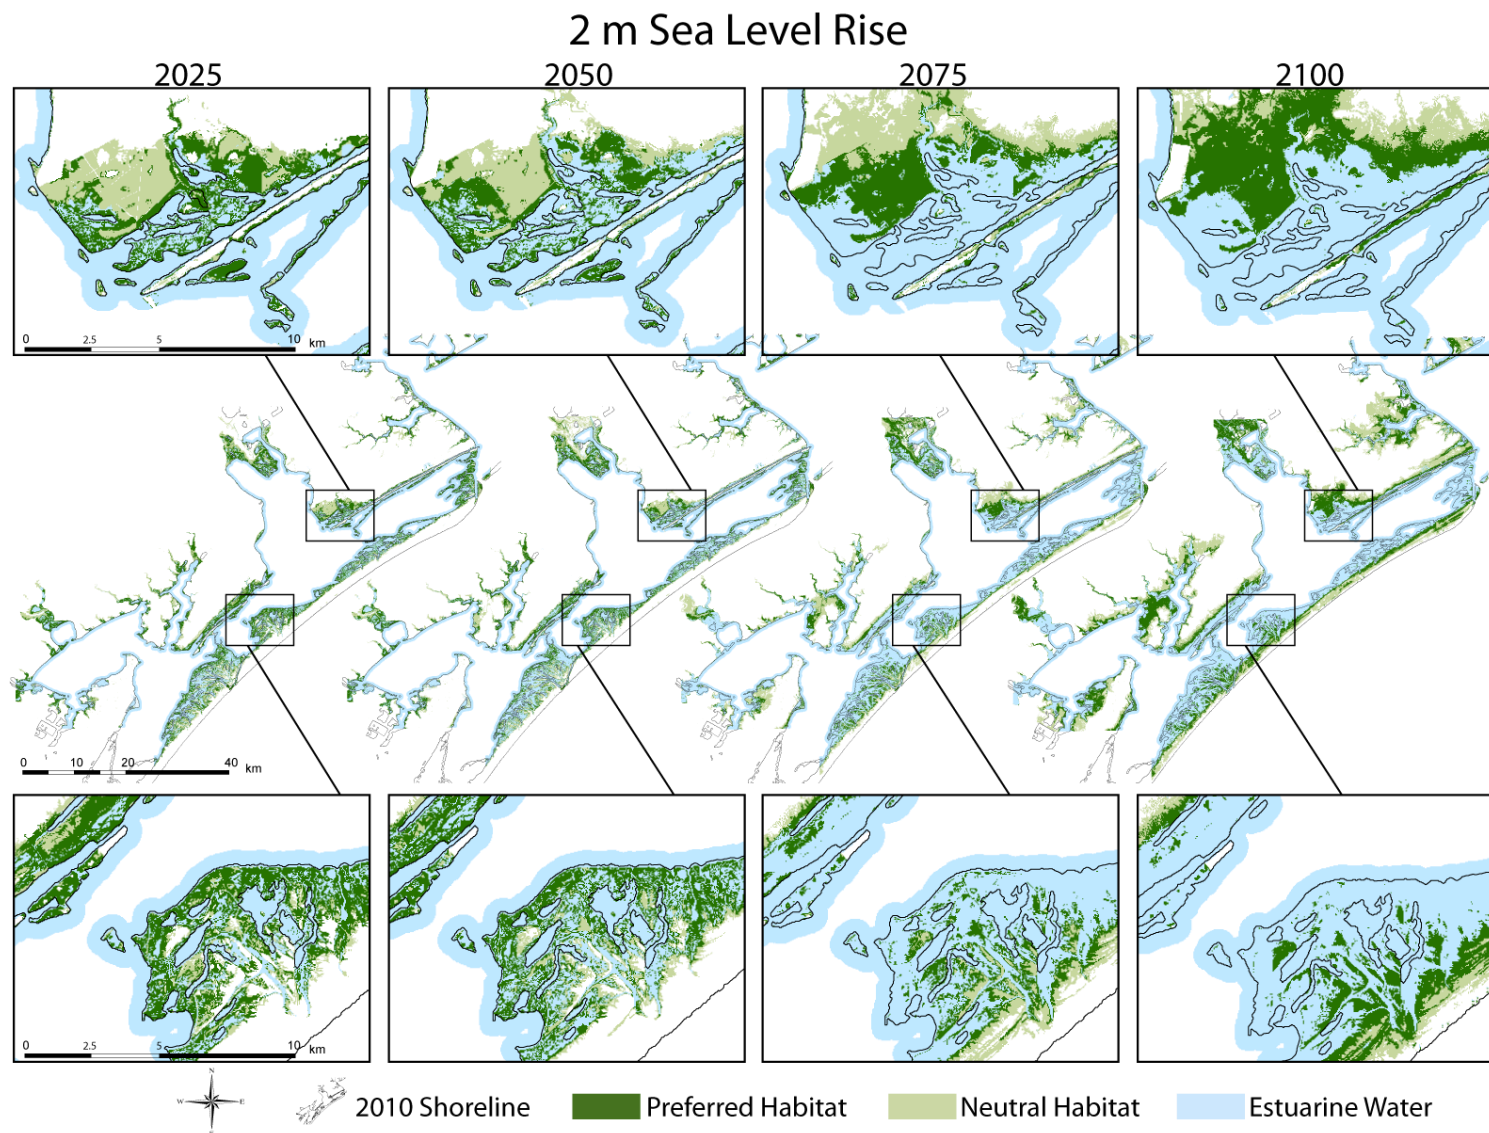 2 m Sea Level Rise
2025 2050 2075 2100
0 2.5 5 10 km
0 10 20 40 km
0 2.5 5 10 km
N
W E
S
2010 Shoreline Preferred Habitat Neutral Habitat Estuarine Water